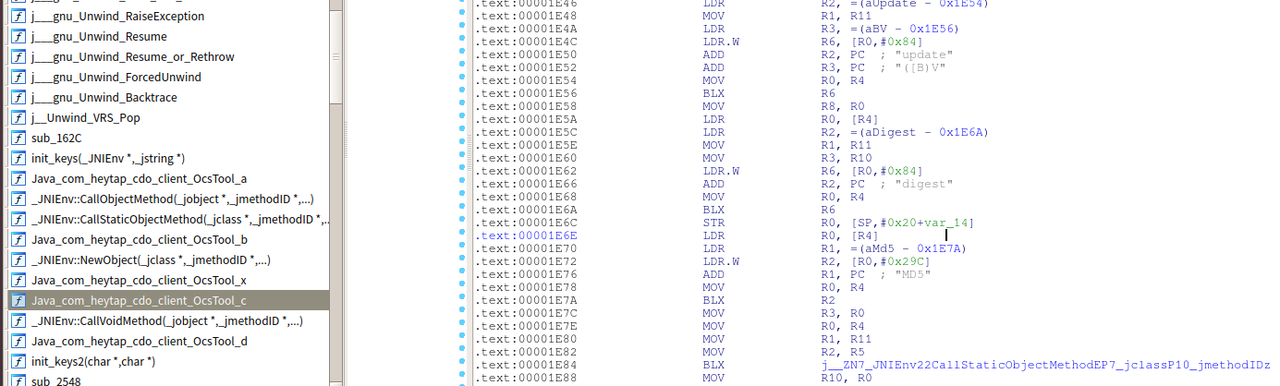 j___gnu_Unwind_RaiseException
j___gnu_Unwind_Resume
j___gnu_Unwind_Resume_or_Rethrow
j___gnu_Unwind_ForcedUnwind
j___gnu_Unwind_Backtrace
j__Unwind_VRS_Pop
sub_162C
init_keys(_JNIEnv *,_jstring *)
Java_com_heytap_cdo_client_OcsTool_a
_JNIEnv::CallObjectMethod(_jobject *,_jmethodID *,...)
_JNIEnv::CallStaticObjectMethod(_jclass *,_jmethodID *,..
Java_com_heytap_cdo_client_OcsTool_b
_JNIEnv::NewObject(_jclass *,_jmethodID *,...)
Java_com_heytap_cdo_client_OcsTool_x
Java_com_heytap_cdo_client_OcsTool_c
_JNIEnv::CallVoidMethod(_jobject *,_jmethodID *,...)
Java_com_heytap_cdo_client_OcsTool_d
init_keys2(char *,char *)
sub_2548
.text:00001E46 LDR R2, =(aUpdate - 0x1E54)
.text:00001E48 MOV R1, R11
.text:00001E4A LDR R3, =(aBV - 0x1E56)
.text:00001E4C LDR.W R6, [R0,#0x84]
.text:00001E50 ADD R2, PC ; "update"
.text:00001E52 ADD R3, PC ; "([B)V"
.text:00001E54 MOV R0, R4
.text:00001E56 BLX R6
.text:00001E58 MOV R8, R0
.text:00001E5A LDR R0, [R4]
.text:00001E5C LDR R2, =(aDigest - 0x1E6A)
.text:00001E5E MOV R1, R11
.text:00001E60 MOV R3, R10
.text:00001E62 LDR.W R6, [R0,#0x84]
.text:00001E66 ADD R2, PC ; "digest"
.text:00001E68 MOV R0, R4
.text:00001E6A BLX R6
.text:00001E6C STR R0, [SP,#0x20+var_14]
.text:00001E6E LDR R0, [R4]
.text:00001E70 LDR R1, =(aMd5 - 0x1E7A)
.text:00001E72 LDR.W R2, [R0,#0x29C]
.text:00001E76 ADD R1, PC ; "MD5"
.text:00001E78 MOV R0, R4
.text:00001E7A BLX R2
.text:00001E7C MOV R3, R0
.text:00001E7E MOV R0, R4
.text:00001E80 MOV R1, R11
.text:00001E82 MOV R2, R5
.text:00001E84 BLX j__ZN7_JNIEnv22CallStaticObjectMethodEP7_jclassP10_jmethodIDz
.text:00001E88 MOV R10, R0